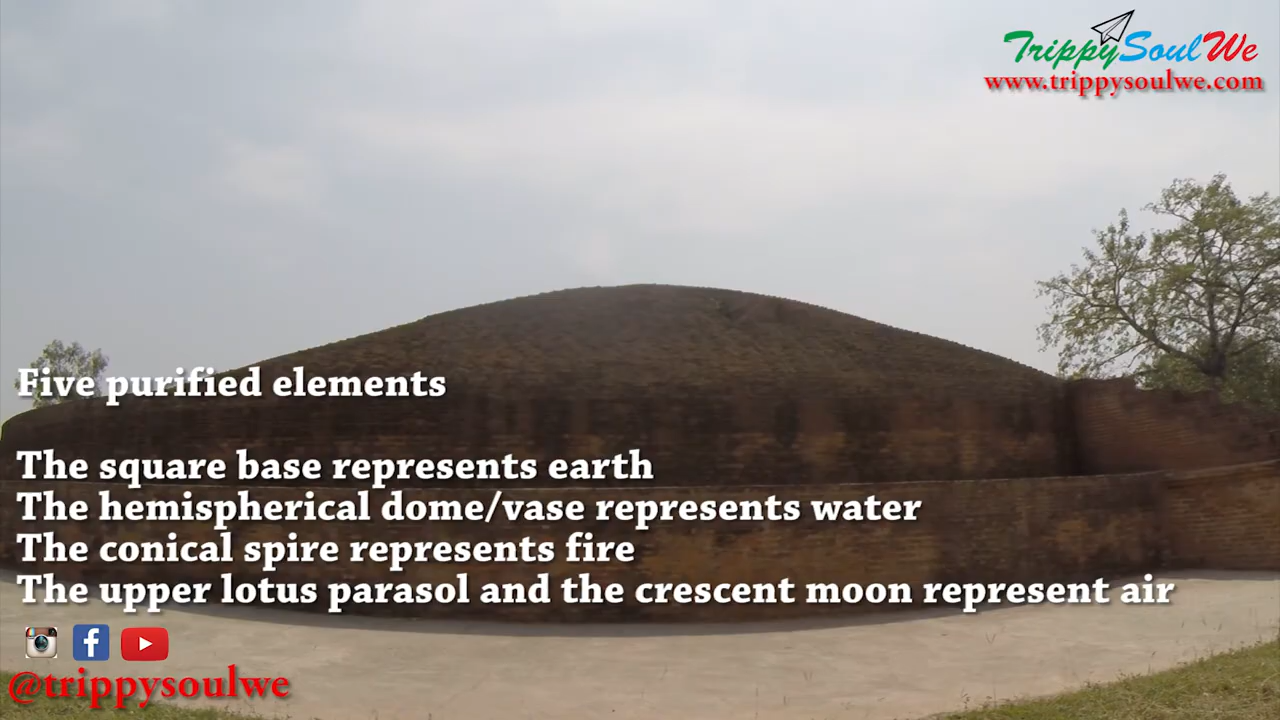 TrippySoulWe
www.trippysoulwe.com
Five purified elements
The square base represents earth
The hemispherical dome/vase represents water
The conical spire represents fire
The upper lotus parasol and the crescent moon represent air
@trippysoulwe